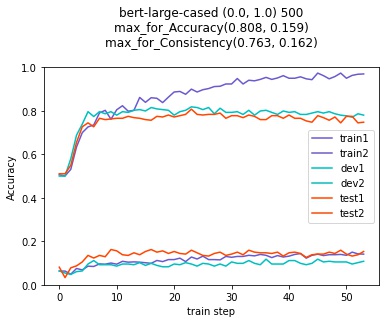 bert-large-cased (0.0, 1.0) 500
max_for_Accuracy(0.808, 0.159)
max_for_Consistency(0.763, 0.162)
1.0
0.8
0.6
0.4
0.2
0.0
Accuracy
train1
train2
dev1
dev2
test1
test2
0 10 20 30 40 50
train step